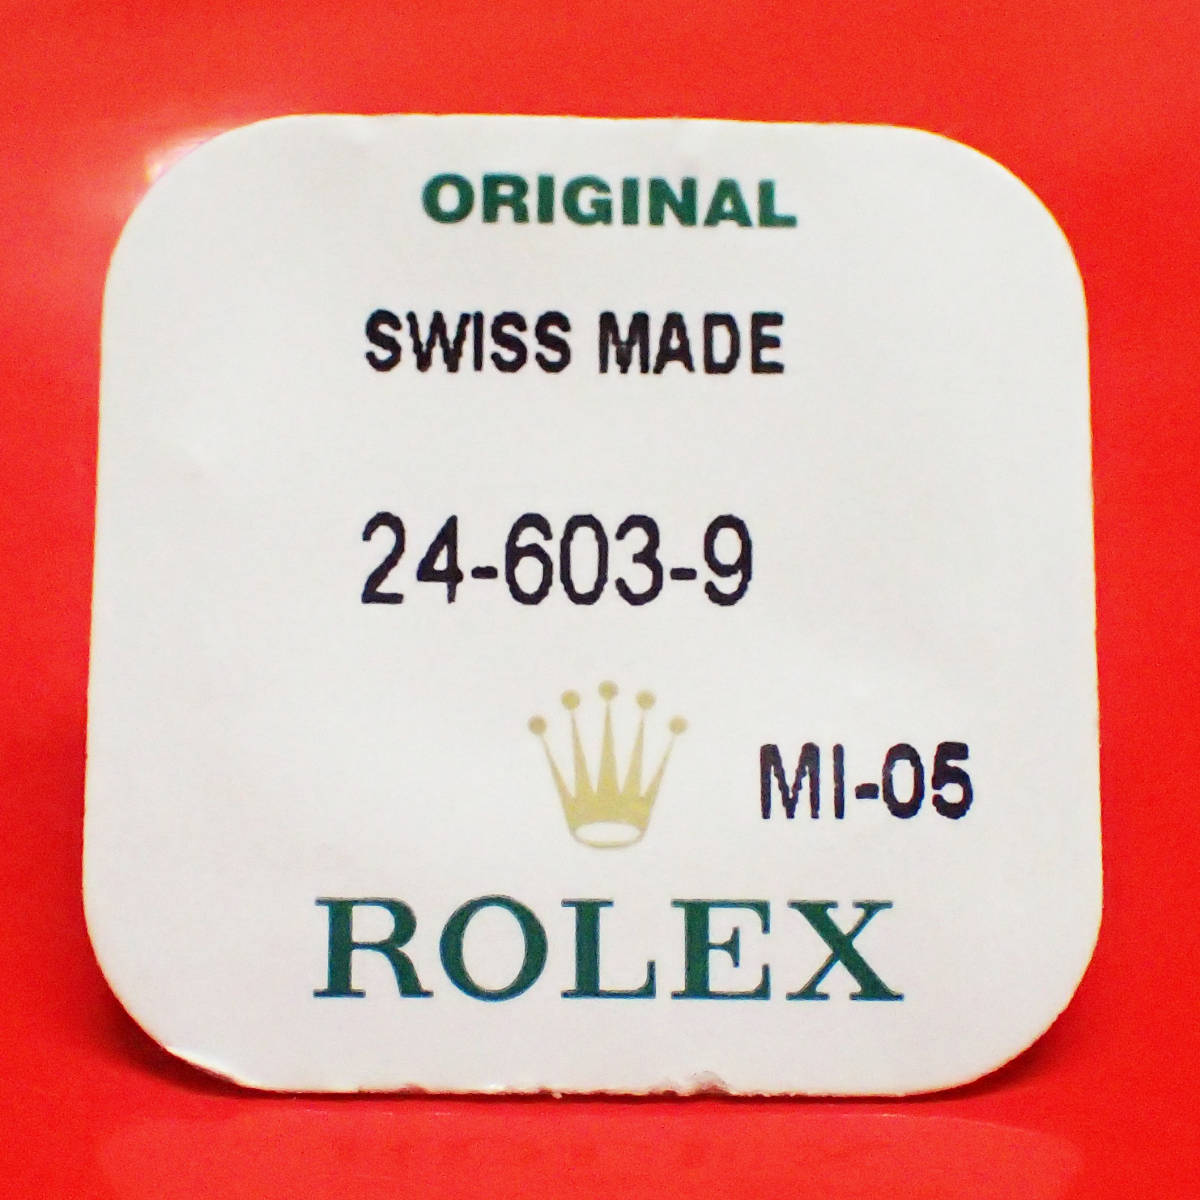 ORIGINAL
SWISS MADE
24-603-9
MI-05
ROLEX